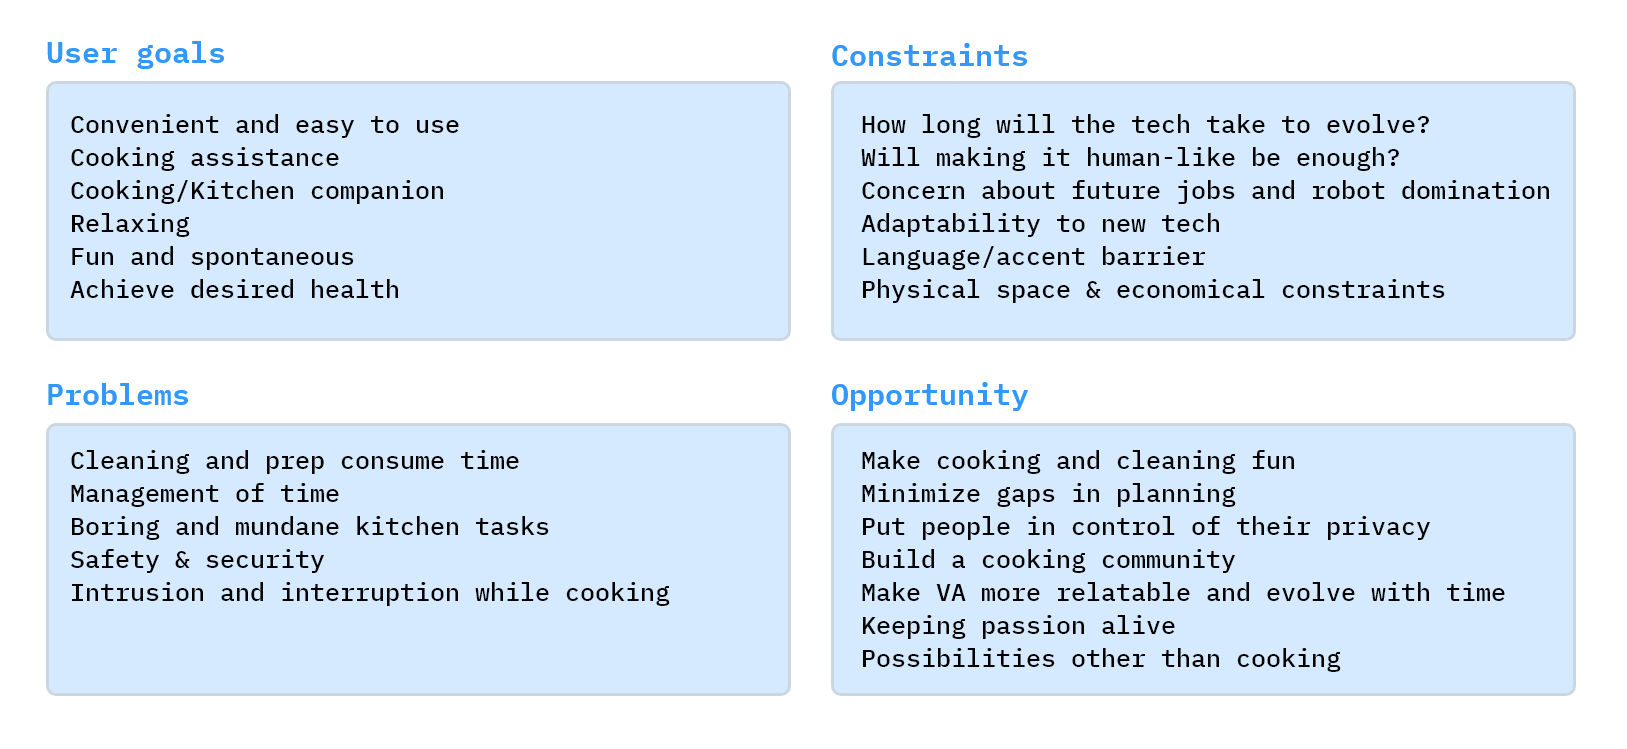 User goals
Convenient and easy to use
Cooking assistance
Cooking/Kitchen companion
Relaxing
Fun and spontaneous
Achieve desired health
Constraints
How long will the tech take to evolve?
Will making it human-like be enough?
Concern about future jobs and robot domination
Adaptability to new tech
Language/accent barrier
Physical space & economical constraints
Problems
Cleaning and prep consume time
Management of time
Boring and mundane kitchen tasks
Safety & security
Intrusion and interruption while cooking
Opportunity
Make cooking and cleaning fun
Minimize gaps in planning
Put people in control of their privacy
Build a cooking community
Make VA more relatable and evolve with time
Keeping passion alive
Possibilities other than cooking